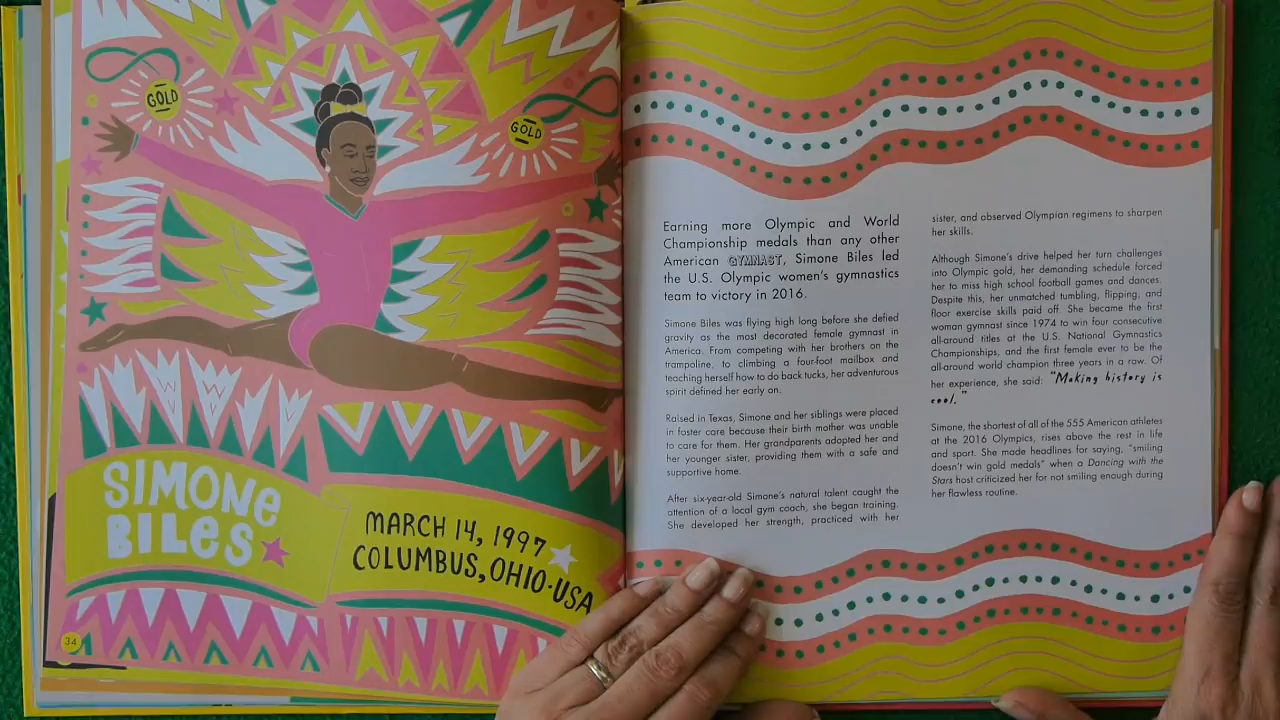 GOLD
GOLD
SIMONE
BILES
MARCH 14, 1997
COLUMBUS, OHIO·USA
34
Earning more Olympic and World
Championship medals than any other
American GYMNAST, Simone Biles led
the U.S. Olympic women's gymnastics
team to victory in 2016.
Simone Biles was flying high long before she defied
gravity as the most decorated female gymnast in
America. From competing with her brothers on the
trampoline, to climbing a four-foot mailbox and
teaching herself how to do back tucks, her adventurous
spirit defined her early on.
Raised in Texas, Simone and her siblings were placed
in foster care because their birth mother was unable
to care for them. Her grandparents adopted her and
her younger sister, providing them with a safe and
supportive home.
After six-year-old Simone's natural talent caught the
attention of a local gym coach, she began training.
She developed her strength, practiced with her
sister, and observed Olympian regimens to sharpen
her skills.
Although Simone's drive helped her turn challenges
into Olympic gold, her demanding schedule forced
her to miss high school football games and dances.
Despite this, her unmatched tumbling, flipping, and
floor exercise skills paid off. She became the first
woman gymnast since 1974 to win four consecutive
all-around titles at the U.S. National Gymnastics
Championships, and the first female ever to be the
all-around world champion three years in a row. Of
her experience, she said: "Making history is
cool."
Simone, the shortest of all of the 555 American athletes
at the 2016 Olympics, rises above the rest in life
and sport. She made headlines for saying, "smiling
doesn't win gold medals" when a Dancing with the
Stars host criticized her for not smiling enough during
her flawless routine.